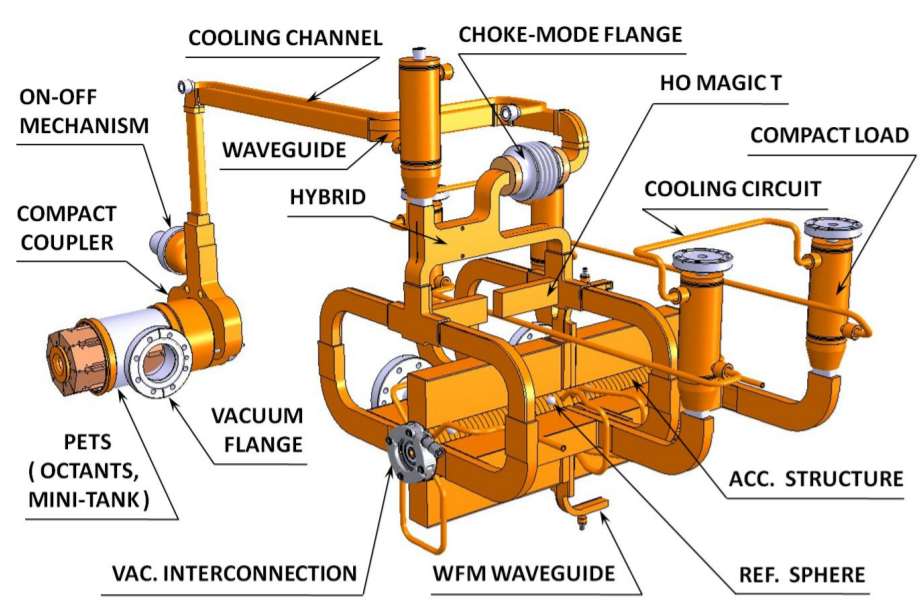 COOLING CHANNEL
CHOKE-MODE FLANGE
ON-OFF
MECHANISM
HO MAGIC T
WAVEGUIDE
COMPACT LOAD
HYBRID
COOLING CIRCUIT
COMPACT
COUPLER
VACUUM
FLANGE
PETS
( OCTANTS,
MINI-TANK )
ACC. STRUCTURE
VAC. INTERCONNECTION
WFM WAVEGUIDE
REF. SPHERE